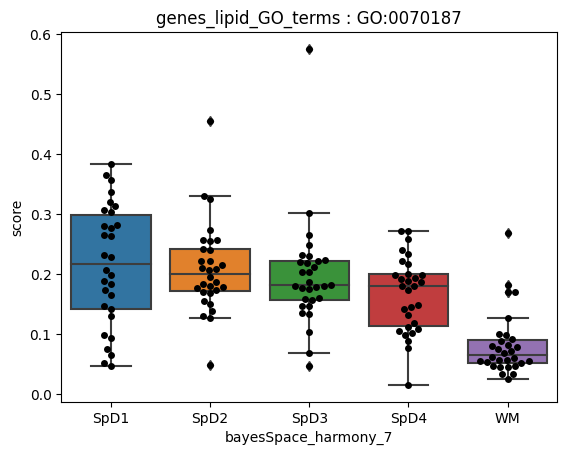 genes_lipid_GO_terms : GO:0070187
0.6
0.5
0.4
0.3
0.2
0.1
0.0
score
SpD1 SpD2 SpD3 SpD4 WM
bayesSpace_harmony_7